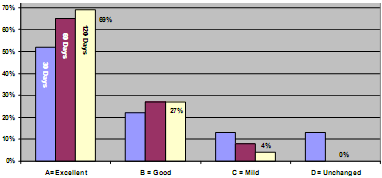 70%
60%
50%
40%
30%
20%
10%
0%
30 Days
60 Days
120 Days
69%
27%
4%
0%
A= Excellent
B = Good
C = Mild
D = Unchanged